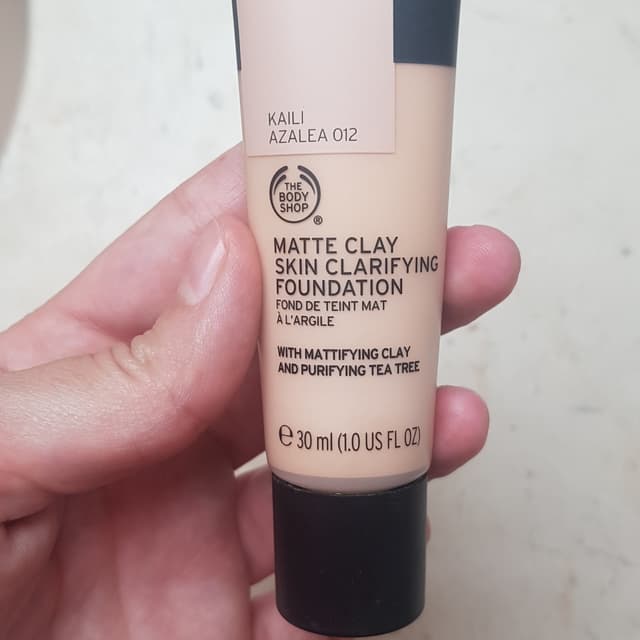 KAILİ
AZALEA 012
THE
BODY
SHOP
®
MATTE CLAY
SKIN CLARIFYING
FOUNDATION
FOND DE TEINT MAT
À L'ARGILE
WITH MATTIFYING CLAY
AND PURIFYING TEA TREE
℮ 30 ml (1.0 US FL OZ)